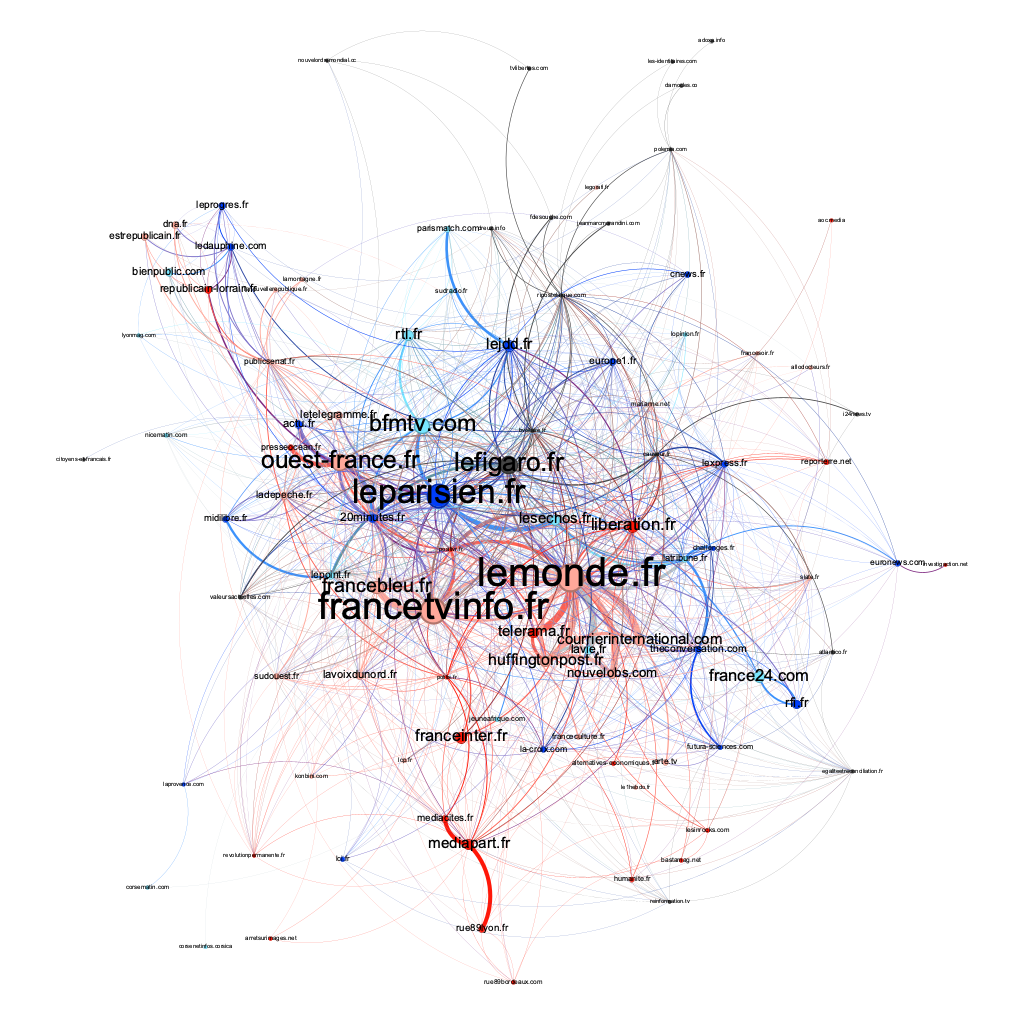 adoxa.info
nouvelordremondial.cc
les-identitaires.com
tvlibertes.com
damocles.co
polemia.com
legorafi.fr
leprogres.fr
fdesouche.com
aoc.media
dna.fr
jeanmarcmorandini.com
parismatch.com
estrepublicain.fr
ledauphine.com
bienpublic.com
cnews.fr
lamontagne.fr
republicain-lorrain.fr
sudradio.fr
ripostelaique.com
lyonmag.com
rtl.fr
lopinion.fr
lejdd.fr
francesoir.fr
publicsenat.fr
europe1.fr
allodocteurs.fr
marianne.net
letelegramme.fr
i24news.tv
actu.fr
bfmtv.com
nicematin.com
presseocean.fr
causeur.fr
ouest-france.fr
lefigaro.fr
lexpress.fr
reporterre.net
leparisien.fr
ladepeche.fr
midilibre.fr
20minutes.fr
lesechos.fr
liberation.fr
challenges.fr
latribune.fr
euronews.com
lepoint.fr
lemonde.fr
slate.fr
francebleu.fr
valeursactuelles.com
francetvinfo.fr
telerama.fr
courrierinternational.com
lavie.fr
theconversation.com
atlantico.fr
huffingtonpost.fr
lavoixdunord.fr
nouvelobs.com
sudouest.fr
france24.com
rfi.fr
jeuneafrique.com
franceinter.fr
franceculture.fr
la-croix.com
futura-sciences.com
lcp.fr
alternatives-economiques.fr
arte.tv
egaliteetreconciliation.fr
konbini.com
laprovence.com
le1hebdo.fr
mediacites.fr
lesinrocks.com
mediapart.fr
revolutionpermanente.fr
lci.fr
bastamag.net
humanite.fr
corsematin.com
reinformation.tv
rue89lyon.fr
arretsurimages.net
corsenetinfos.corsica
rue89bordeaux.com